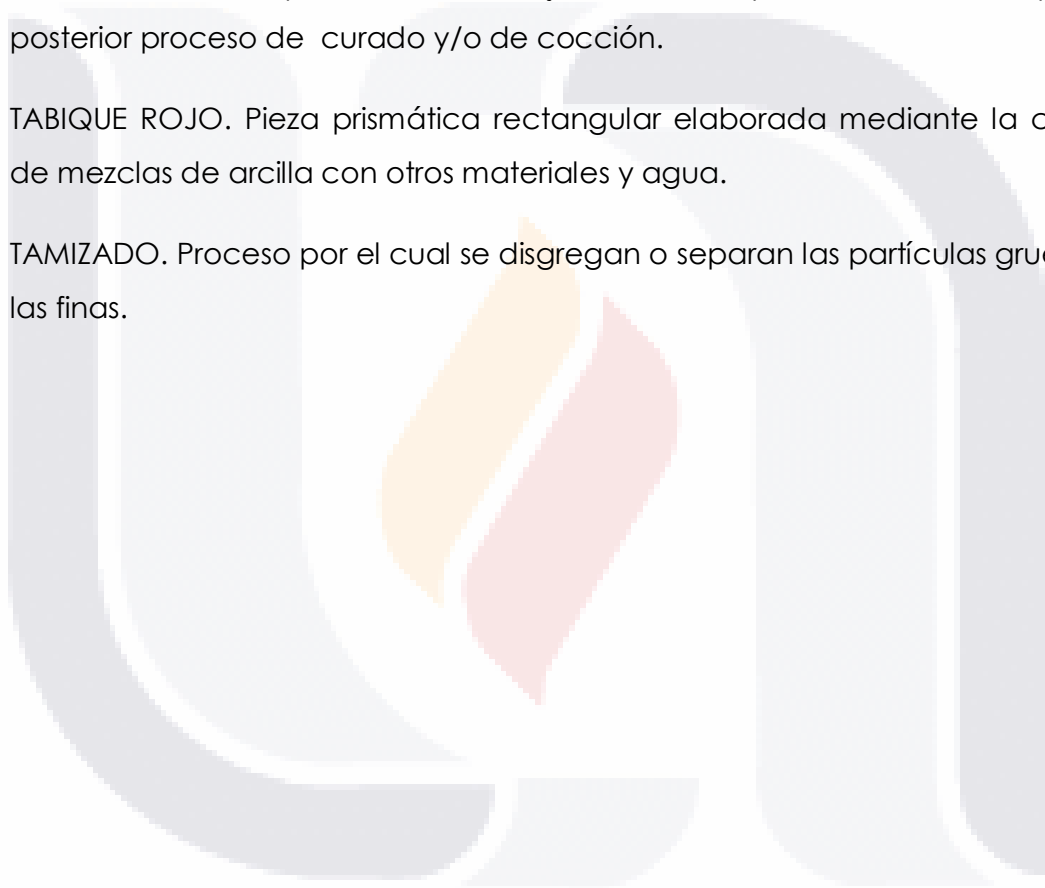 posterior proceso de curado y/o de cocción.
TABIQUE ROJO. Pieza prismática rectangular elaborada mediante la
de mezclas de arcilla con otros materiales y agua.
TAMIZADO. Proceso por el cual se disgregan o separan las partículas
las finas.